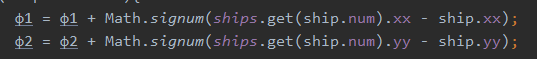 ф1 = ф1 + Math.signum(ships.get(ship.num).xx - ship.xx);
ф2 = ф2 + Math.signum(ships.get(ship.num).yy - ship.yy);